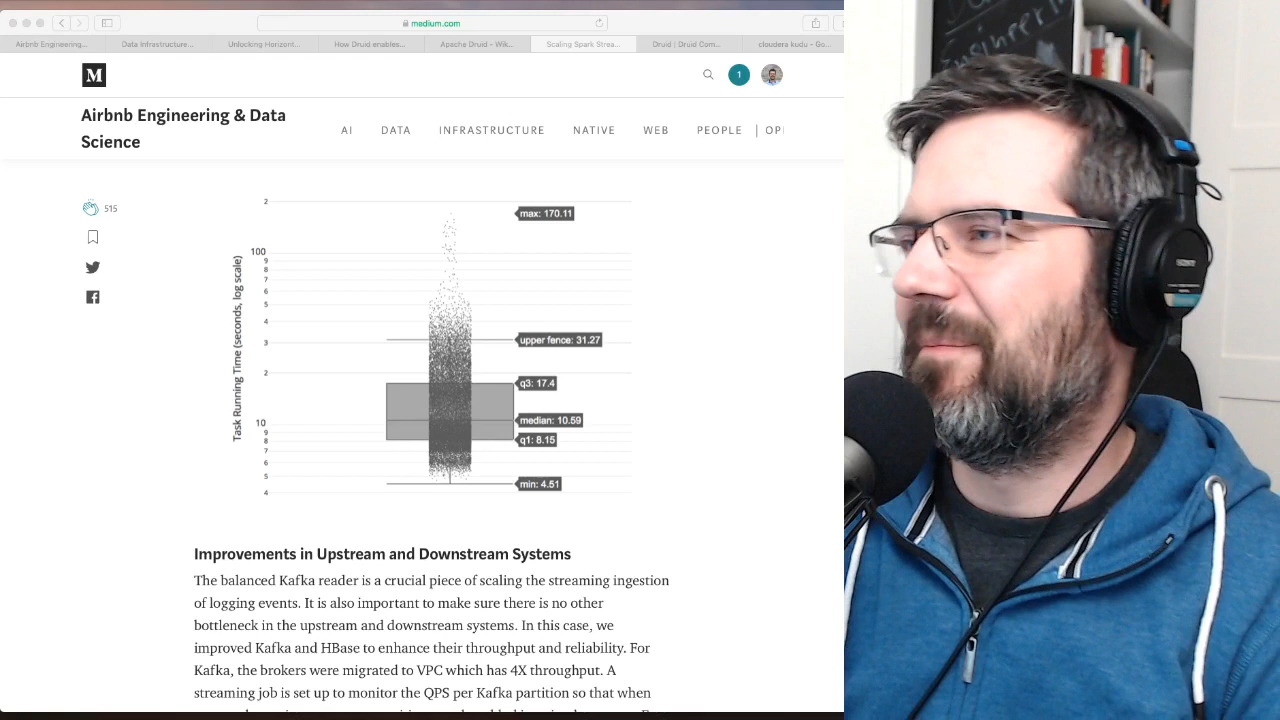 medium.com
Airbnb Engineering...
Data Infrastructure...
Unlocking Horizont...
How Druid enables...
Apache Druid - Wik...
Scaling Spark Strea...
Druid | Druid Com...
cloudera kudu - Go...
M
1
Airbnb Engineering & Data
Science
AI DATA INFRASTRUCTURE NATIVE WEB PEOPLE OP
515
Task Running Time (seconds, log scale)
2
100
9
8
7
6
5
4
3
2
10
9
8
7
6
5
4
max: 170.11
upper fence: 31.27
q3: 17.4
median: 10.59
q1: 8.15
min: 4.51
Improvements in Upstream and Downstream Systems
The balanced Kafka reader is a crucial piece of scaling the streaming ingestion
of logging events. It is also important to make sure there is no other
bottleneck in the upstream and downstream systems. In this case, we
improved Kafka and HBase to enhance their throughput and reliability. For
Kafka, the brokers were migrated to VPC which has 4X throughput. A
streaming job is set up to monitor the QPS per Kafka partition so that when
SONY